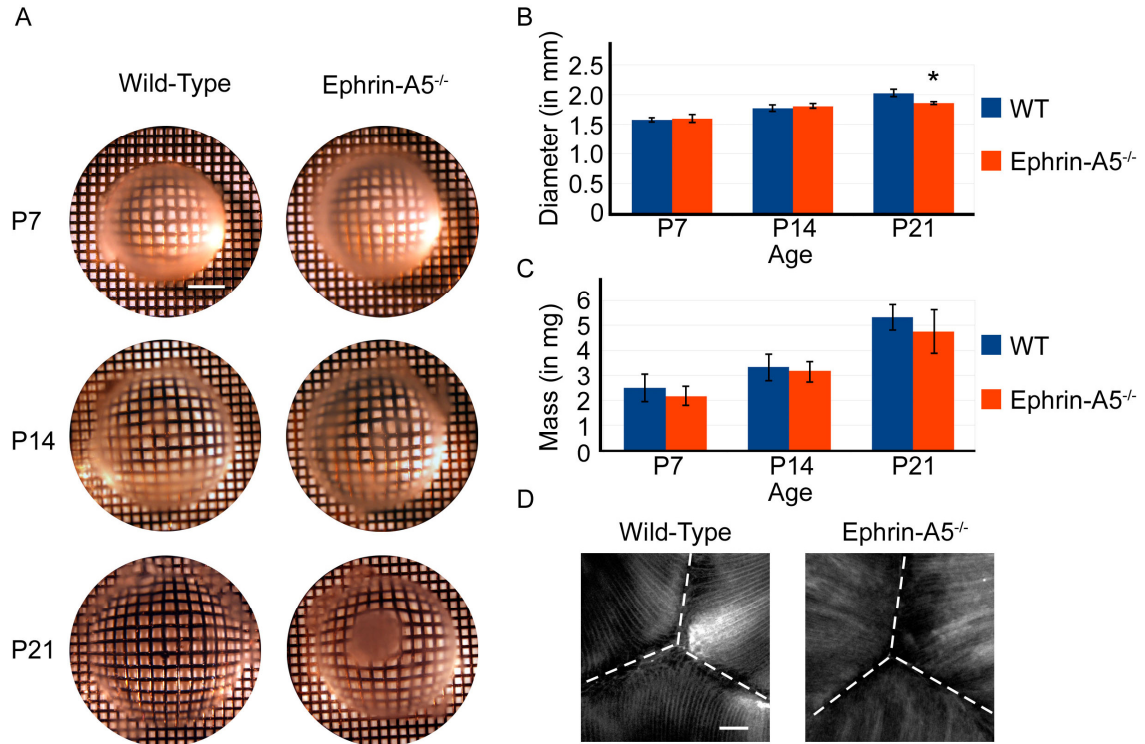 A
Wild-Type
Ephrin-A5-/-
P7
P14
P21
B
Diameter (in mm)
2.5
2.0
1.5
1.0
0.5
0
*
P7
P14
P21
Age
WT
Ephrin-A5-/-
C
Mass (in mg)
6
5
4
3
2
1
0
P7
P14
P21
Age
WT
Ephrin-A5-/-
D
Wild-Type
Ephrin-A5-/-